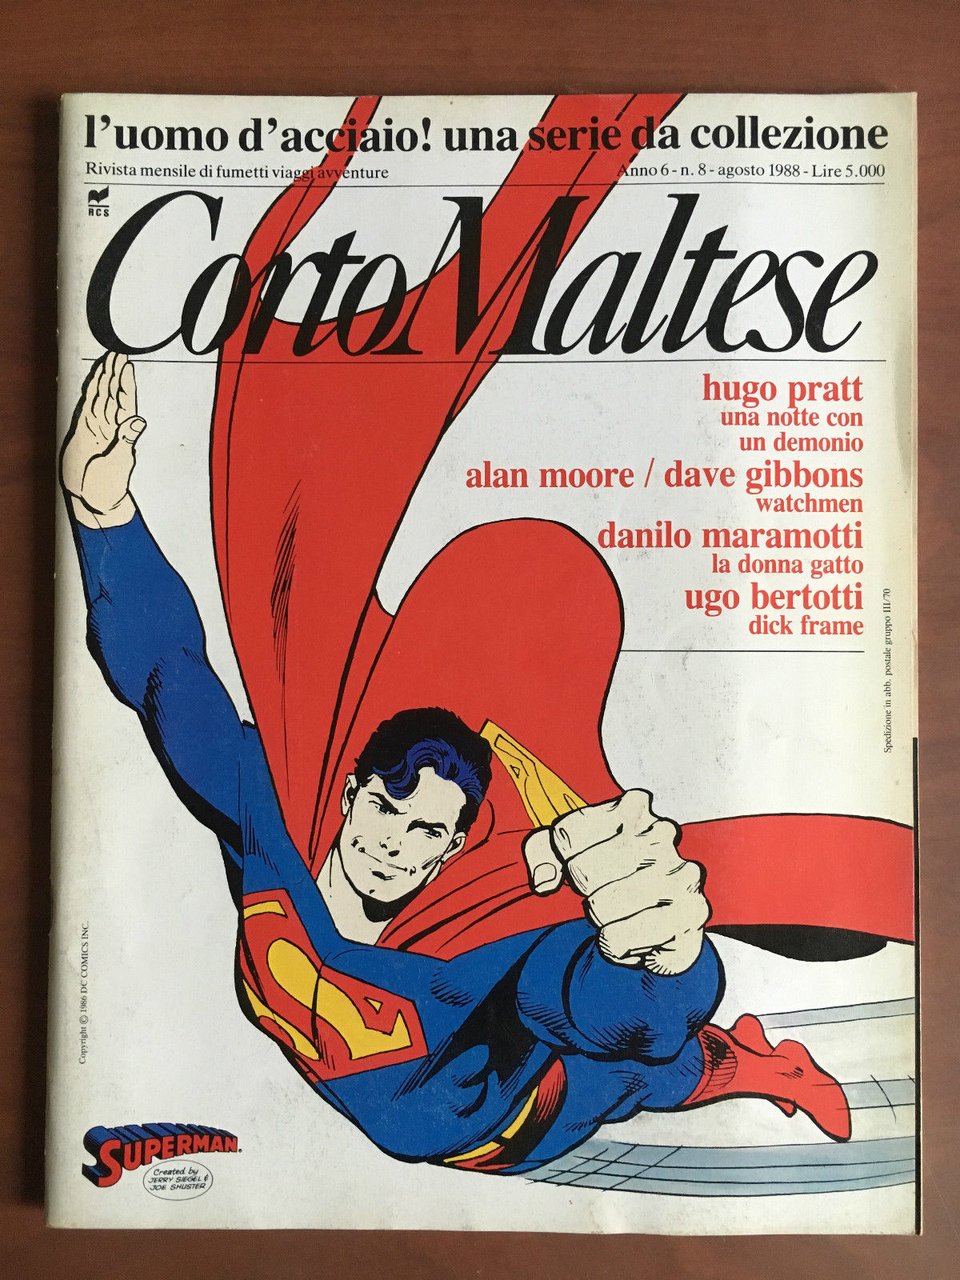 l'uomo d'acciaio! una serie da collezione
Rivista mensile di fumetti viaggi avventure
Anno 6 - n. 8 - agosto 1988 - Lire 5.000
RCS
Corto Maltese
hugo pratt
una notte con
un demonio
alan moore / dave gibbons
watchmen
danilo maramotti
la donna gatto
ugo bertotti
dick frame
Spedizione in abb. postale gruppo III/70
Copyright © 1986 DC COMICS INC.
S
SUPERMAN.
Created by
JERRY SIEGEL &
JOE SHUSTER